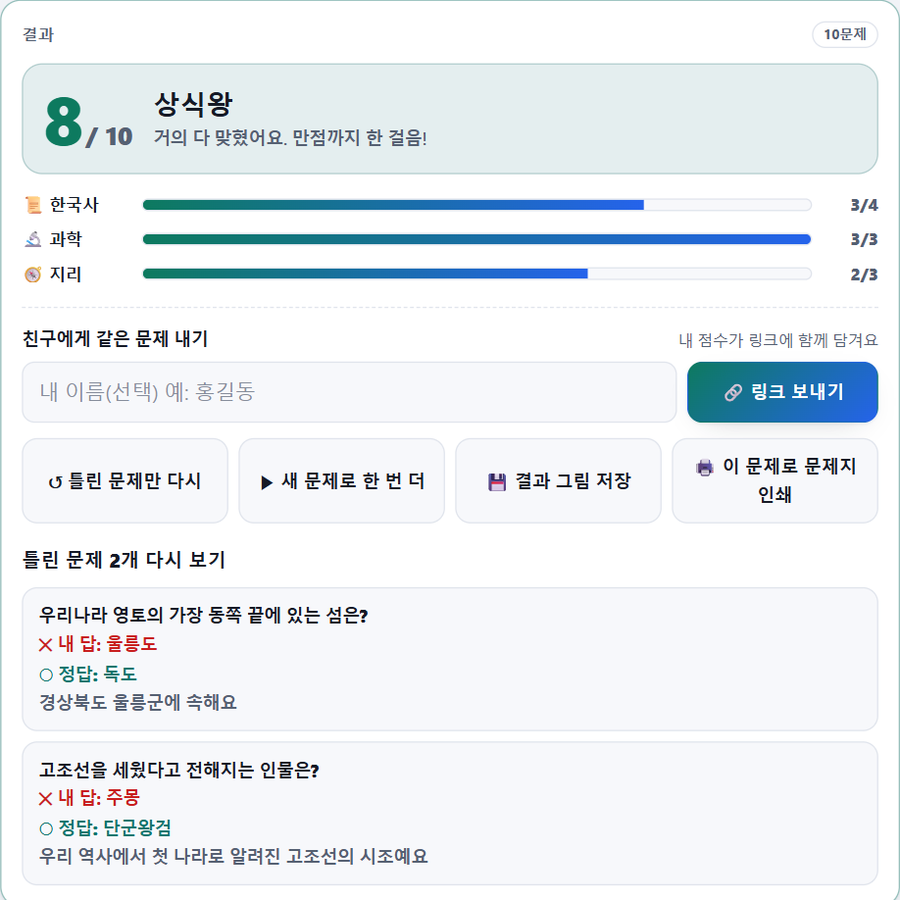 결과
10문제
8 / 10
상식왕
거의 다 맞혔어요. 만점까지 한 걸음!
한국사 3/4
과학 3/3
지리 2/3
친구에게 같은 문제 내기
내 점수가 링크에 함께 담겨요
내 이름(선택) 예: 홍길동
링크 보내기
↺ 틀린 문제만 다시
▶ 새 문제로 한 번 더
결과 그림 저장
이 문제로 문제지
인쇄
틀린 문제 2개 다시 보기
우리나라 영토의 가장 동쪽 끝에 있는 섬은?
✕ 내 답: 울릉도
○ 정답: 독도
경상북도 울릉군에 속해요
고조선을 세웠다고 전해지는 인물은?
✕ 내 답: 주몽
○ 정답: 단군왕검
우리 역사에서 첫 나라로 알려진 고조선의 시조예요